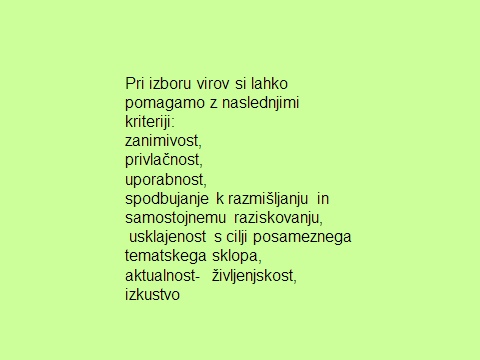 Pri izboru virov si lahko
pomagamo z naslednjimi
kriteriji:
zanimivost,
privlačnost,
uporabnost,
spodbujanje k razmišljanju in
samostojnemu raziskovanju,
usklajenost s cilji posameznega
tematskega sklopa,
aktualnost- življenjskost,
izkustvo